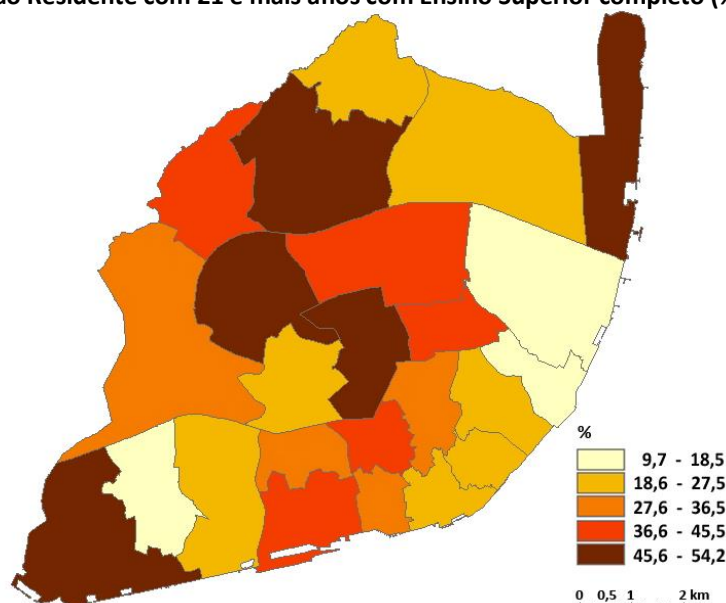 ão Residente com 21 e mais anos com Ensino Superior completo (%
%
9,7 - 18,5
18,6 - 27,5
27,6 - 36,5
36,6 - 45,5
45,6 - 54,2
0 0,5 1 2 km